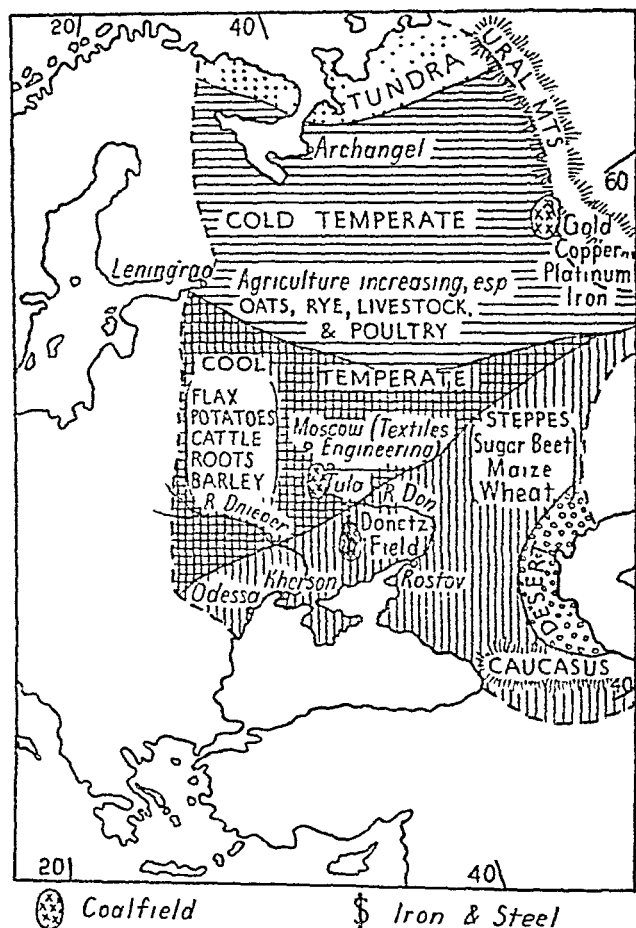 20 40
TUNDRA
URAL MTS
Archangel
60
COLD TEMPERATE
Gold
Copper
Platinum
Iron
Leningrad
Agriculture increasing, esp
OATS, RYE, LIVESTOCK,
& POULTRY
COOL
TEMPERATE
FLAX
POTATOES
CATTLE
ROOTS
BARLEY
R Dnieper
Moscow (Textiles
Engineering)
Tula
R. Don
Donetz
Field
STEPPES
Sugar Beet
Maize
Wheat
DESERT
Odessa
Kherson
Rostov
CAUCASUS
40
20 40
Coalfield
$ Iron & Steel